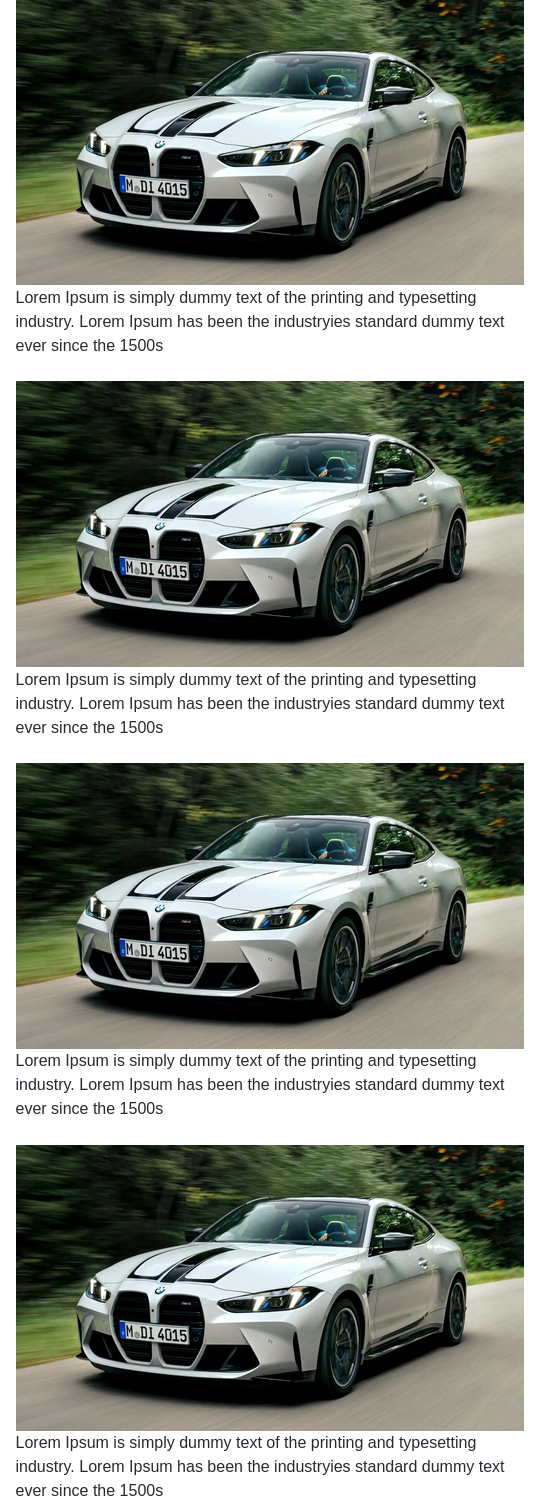 M DI 4015
Lorem Ipsum is simply dummy text of the printing and typesetting
industry. Lorem Ipsum has been the industryies standard dummy text
ever since the 1500s
M DI 4015
Lorem Ipsum is simply dummy text of the printing and typesetting
industry. Lorem Ipsum has been the industryies standard dummy text
ever since the 1500s
M DI 4015
Lorem Ipsum is simply dummy text of the printing and typesetting
industry. Lorem Ipsum has been the industryies standard dummy text
ever since the 1500s
M DI 4015
Lorem Ipsum is simply dummy text of the printing and typesetting
industry. Lorem Ipsum has been the industryies standard dummy text
ever since the 1500s